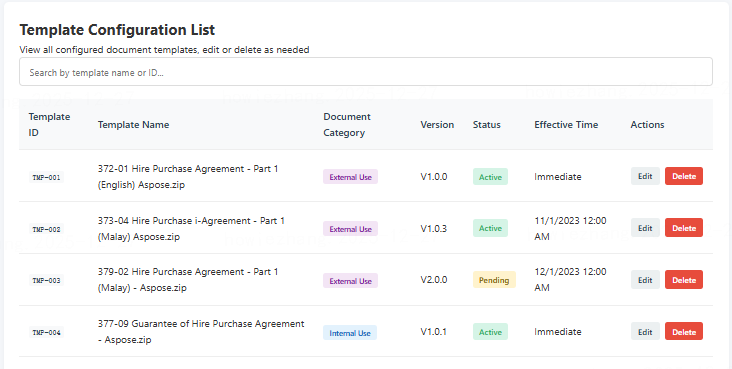 Template Configuration List
View all configured document templates, edit or delete as needed
Search by template name or ID...
Template ID Template Name Document Category Version Status Effective Time Actions
TMP-001 372-01 Hire Purchase Agreement - Part 1 (English) Aspose.zip External Use V1.0.0 Active Immediate Edit Delete
TMP-002 373-04 Hire Purchase i-Agreement - Part 1 (Malay) Aspose.zip External Use V1.0.3 Active 11/1/2023 12:00 AM Edit Delete
TMP-003 379-02 Hire Purchase Agreement - Part 1 (Malay) - Aspose.zip External Use V2.0.0 Pending 12/1/2023 12:00 AM Edit Delete
TMP-004 377-09 Guarantee of Hire Purchase Agreement - Aspose.zip Internal Use V1.0.1 Active Immediate Edit Delete